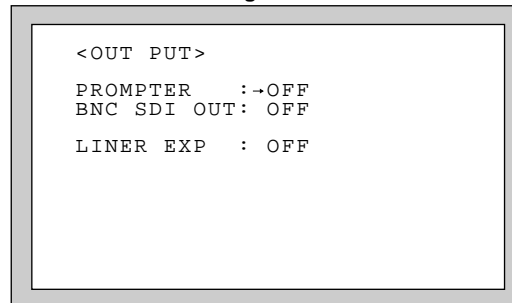 <OUT PUT>
PROMPTER :→OFF
BNC SDI OUT: OFF
LINER EXP : OFF